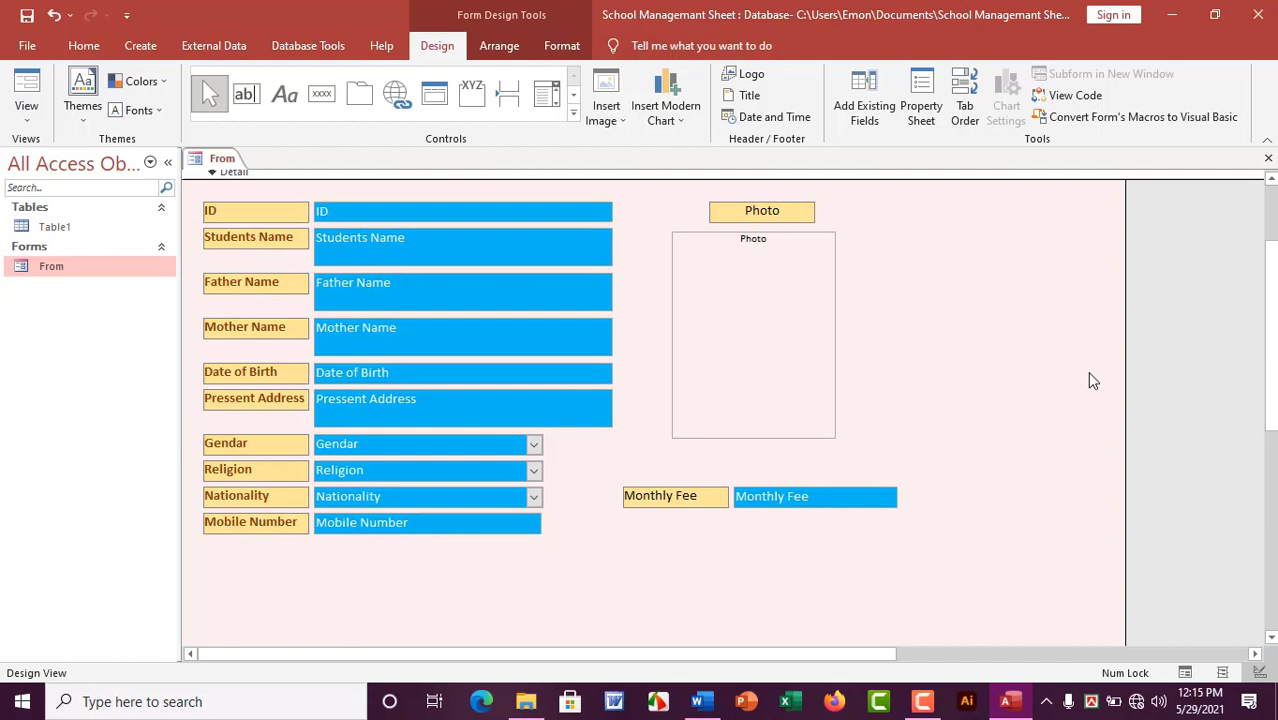 Form Design Tools
School Managemant Sheet : Database- C:\Users\Emon\Documents\School Managemant Shee...
Sign in
File
Home
Create
External Data
Database Tools
Help
Design
Arrange
Format
Tell me what you want to do
View
Views
Themes
Colors
Fonts
Themes
ab|
Aa
xxxx
XYZ
Controls
Insert Image
Insert Modern Chart
Logo
Title
Date and Time
Header / Footer
Add Existing Fields
Property Sheet
Tab Order
Chart Settings
Subform in New Window
View Code
Convert Form's Macros to Visual Basic
Tools
All Access Ob...
Search...
Tables
Table1
Forms
From
From
Detail
ID
ID
Photo
Students Name
Students Name
Photo
Father Name
Father Name
Mother Name
Mother Name
Date of Birth
Date of Birth
Pressent Address
Pressent Address
Gendar
Gendar
Religion
Religion
Nationality
Nationality
Monthly Fee
Monthly Fee
Mobile Number
Mobile Number
Design View
Num Lock
Type here to search
12:15 PM
5/29/2021